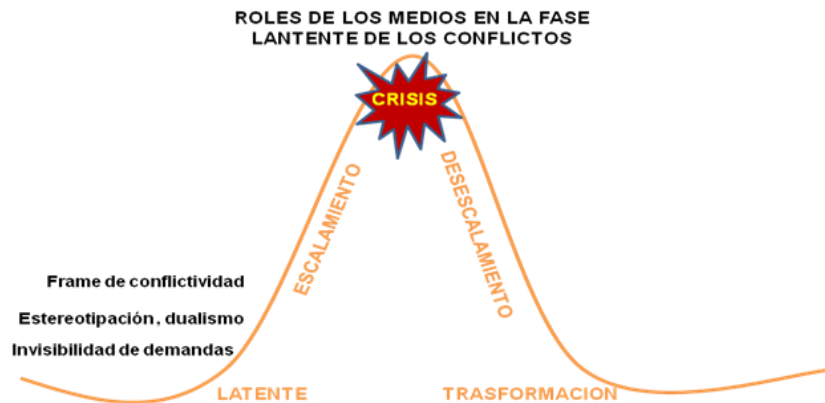 ROLES DE LOS MEDIOS EN LA FASE
LANTENTE DE LOS CONFLICTOS
CRISIS
ESCALAMIENTO
DESESCALAMIENTO
Frame de conflictividad
Estereotipación, dualismo
Invisibilidad de demandas
LATENTE
TRASFORMACION